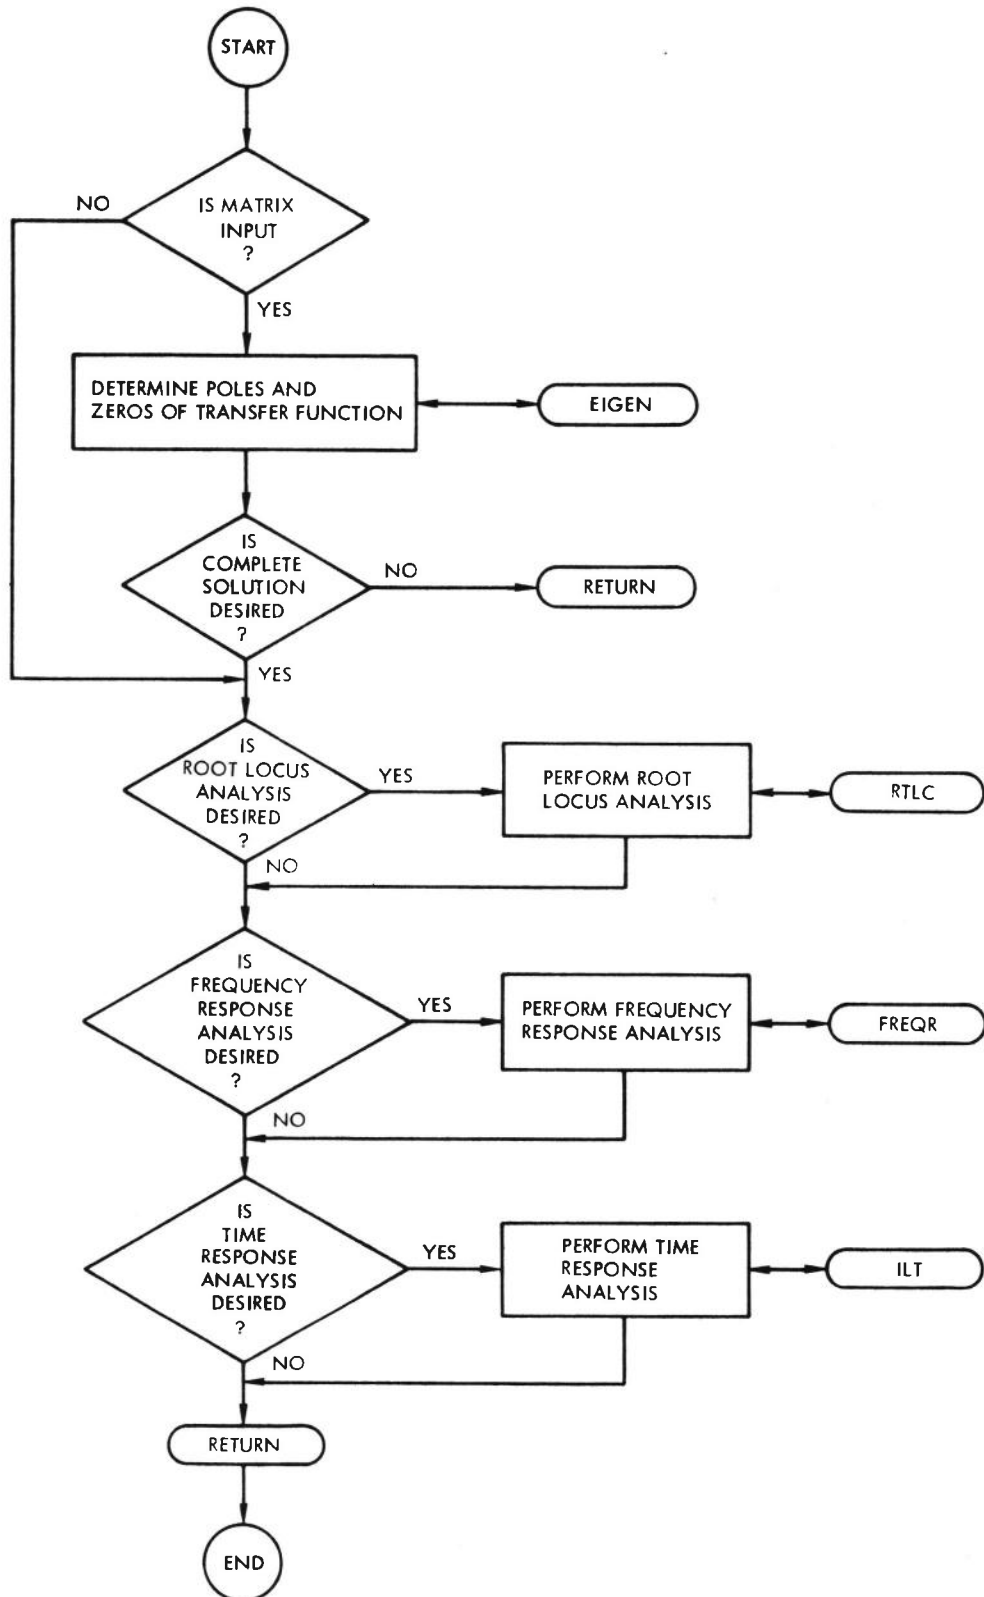 START
IS MATRIX
INPUT
?
NO
YES
DETERMINE POLES AND
ZEROS OF TRANSFER FUNCTION
EIGEN
IS
COMPLETE
SOLUTION
DESIRED
?
NO
RETURN
YES
IS
ROOT LOCUS
ANALYSIS
DESIRED
?
YES
PERFORM ROOT
LOCUS ANALYSIS
RTLC
NO
IS
FREQUENCY
RESPONSE
ANALYSIS
DESIRED
?
YES
PERFORM FREQUENCY
RESPONSE ANALYSIS
FREQR
NO
IS
TIME
RESPONSE
ANALYSIS
DESIRED
?
YES
PERFORM TIME
RESPONSE
ANALYSIS
ILT
NO
RETURN
END